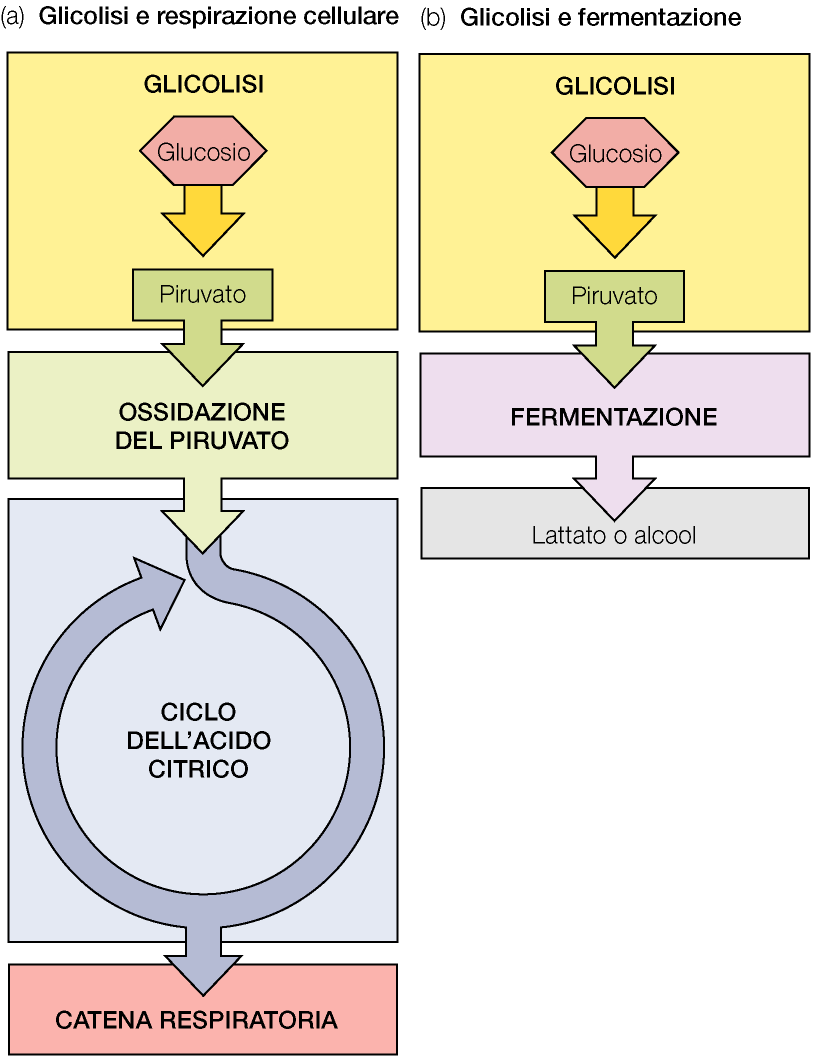 (a) Glicolisi e respirazione cellulare
GLICOLISI
Glucosio
Piruvato
OSSIDAZIONE
DEL PIRUVATO
CICLO
DELL’ACIDO
CITRICO
CATENA RESPIRATORIA
(b) Glicolisi e fermentazione
GLICOLISI
Glucosio
Piruvato
FERMENTAZIONE
Lattato o alcool